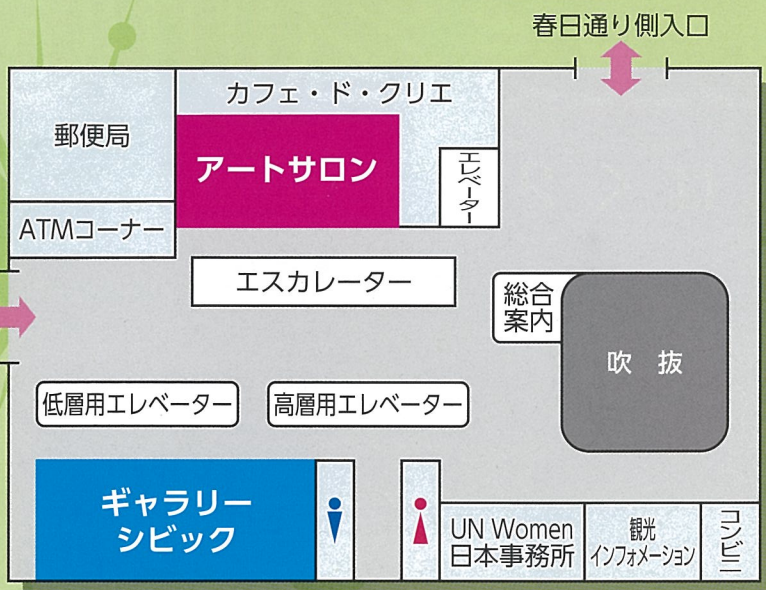 春日通り側入口
カフェ・ド・クリエ
郵便局
アートサロン
エレベーター
ATMコーナー
エスカレーター
総合
案内
吹 抜
低層用エレベーター
高層用エレベーター
ギャラリー
シビック
UN Women
日本事務所
観光
インフォメーション
コンビニ